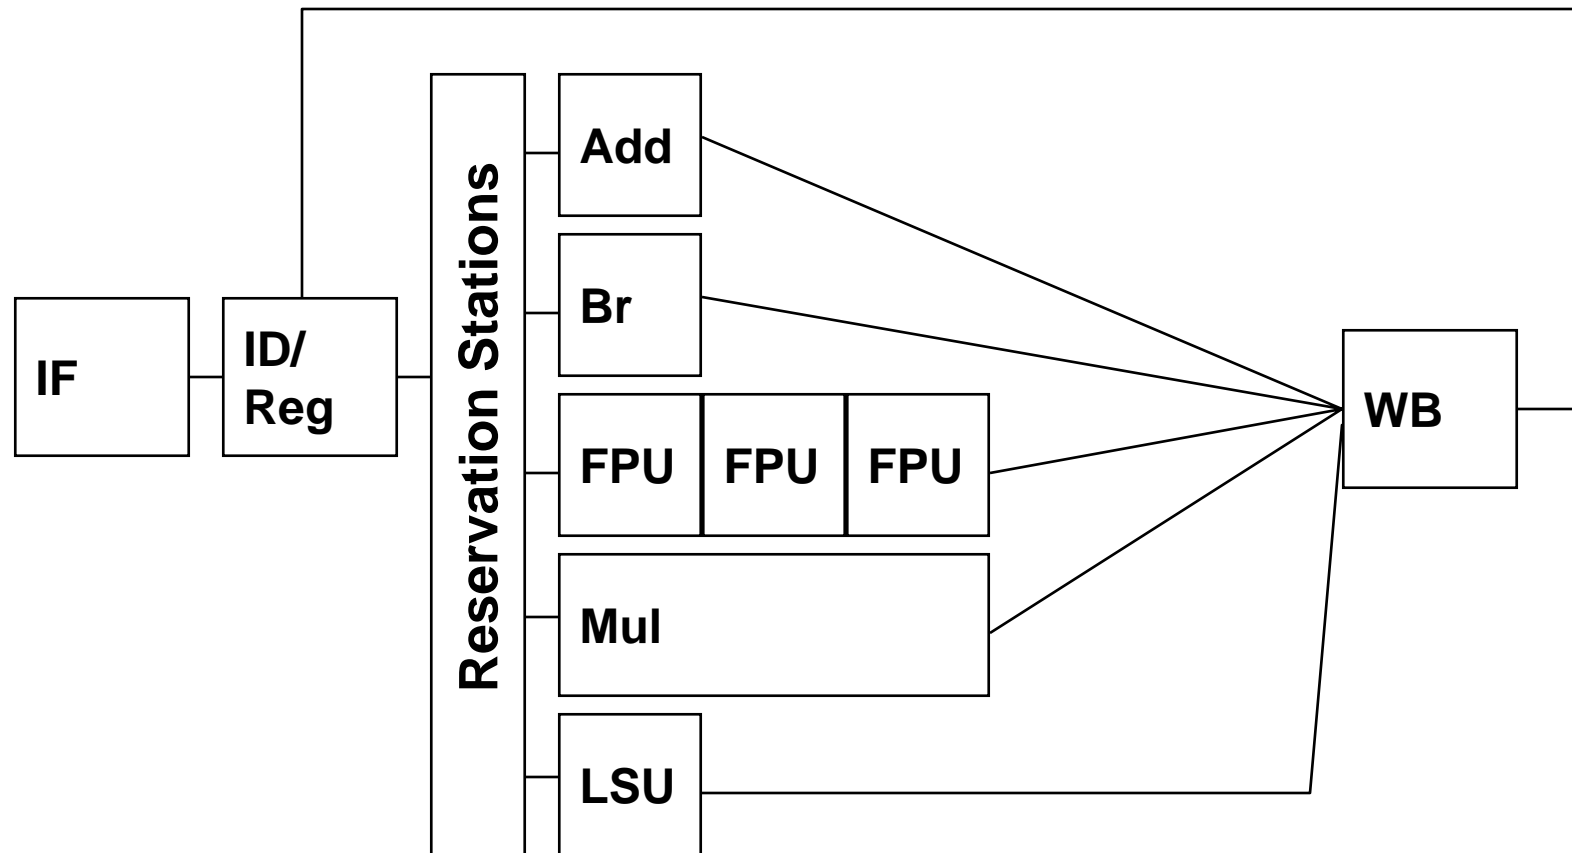 IF
ID/
Reg
Reservation Stations
Add
Br
FPU FPU FPU
Mul
LSU
WB